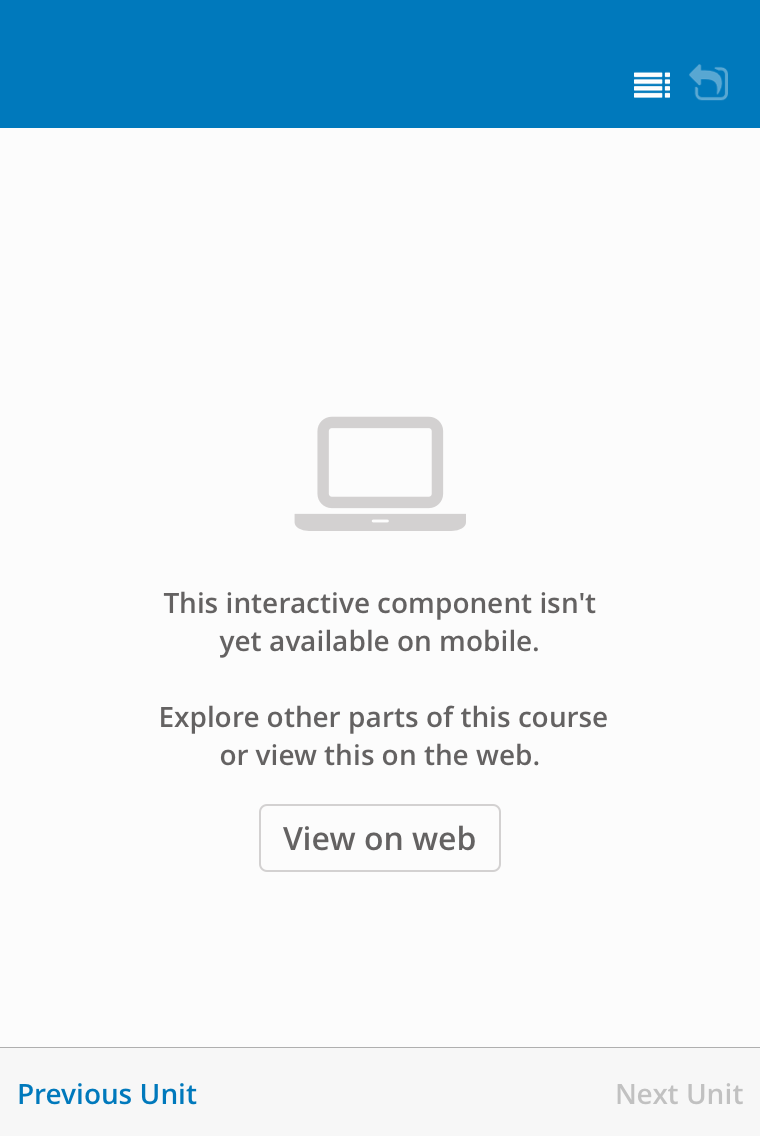 This interactive component isn't
yet available on mobile.
Explore other parts of this course
or view this on the web.
View on web
Previous Unit
Next Unit